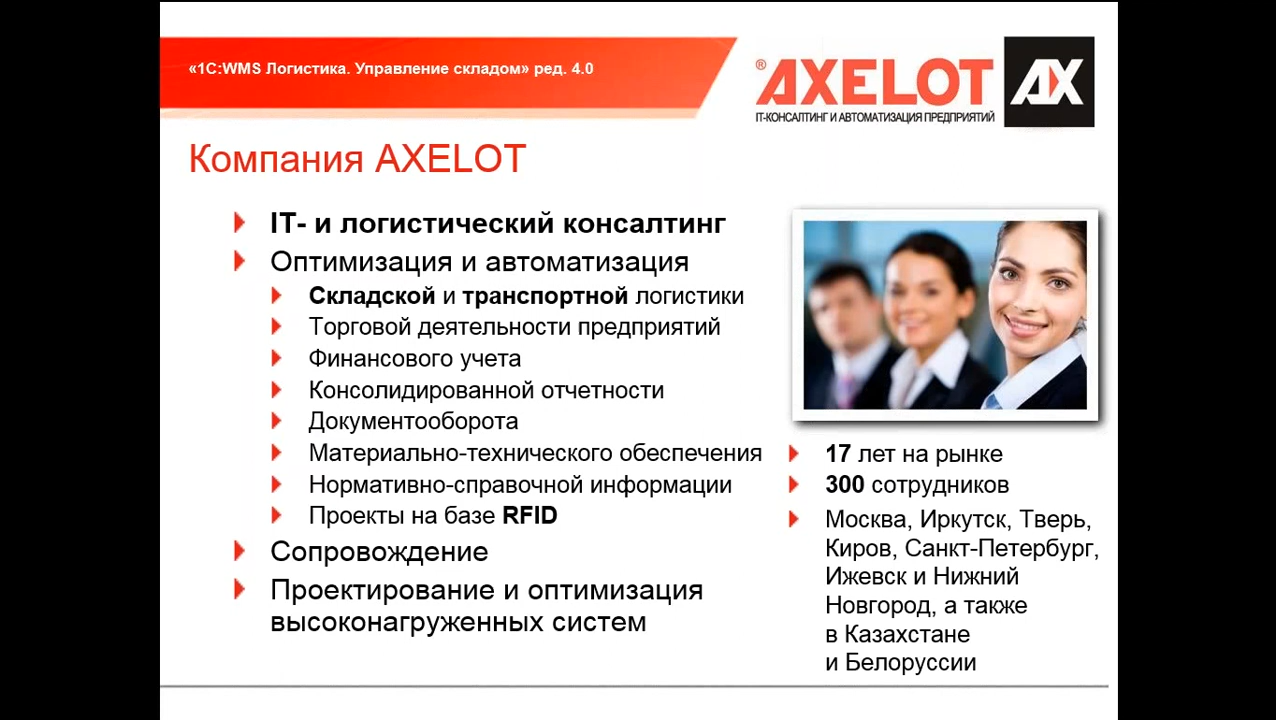 «1С:WMS Логистика. Управление складом» ред. 4.0
® AXELOT AX
IT-КОНСАЛТИНГ И АВТОМАТИЗАЦИЯ ПРЕДПРИЯТИЙ
Компания AXELOT
IT- и логистический консалтинг
Оптимизация и автоматизация
Складской и транспортной логистики
Торговой деятельности предприятий
Финансового учета
Консолидированной отчетности
Документооборота
Материально-технического обеспечения
Нормативно-справочной информации
Проекты на базе RFID
Сопровождение
Проектирование и оптимизация
высоконагруженных систем
17 лет на рынке
300 сотрудников
Москва, Иркутск, Тверь,
Киров, Санкт-Петербург,
Ижевск и Нижний
Новгород, а также
в Казахстане
и Белоруссии